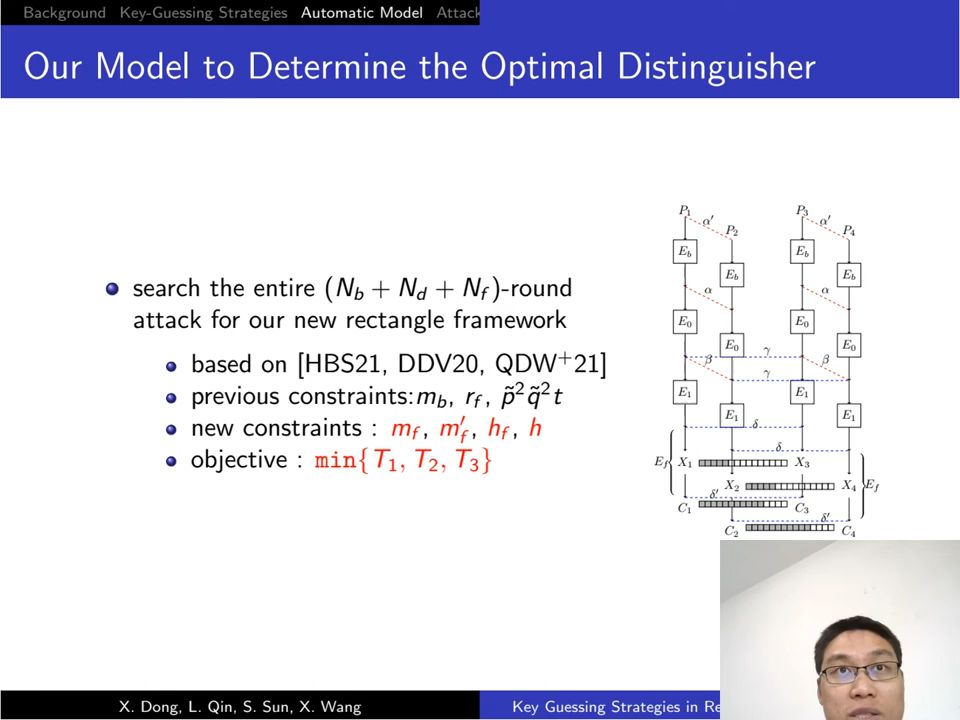 Background Key-Guessing Strategies Automatic Model Attack
Our Model to Determine the Optimal Distinguisher
search the entire (N_b + N_d + N_f)-round
attack for our new rectangle framework
based on [HBS21, DDV20, QDW⁺21]
previous constraints:m_b, r_f, p̃²q̃²t
new constraints : m_f, m′_f, h_f, h
objective : min{T₁, T₂, T₃}
P₁ P₃
α′ α′
P₂ P₄
E_b E_b
E_b E_b
α α
E₀ E₀
E₀ E₀
γ
β β
γ
E₁ E₁
E₁ E₁
δ
δ
E_f X₁ X₃
X₂ X₄ E_f
δ′
C₁ C₃
δ′
C₂ C₄
X. Dong, L. Qin, S. Sun, X. Wang
Key Guessing Strategies in Re